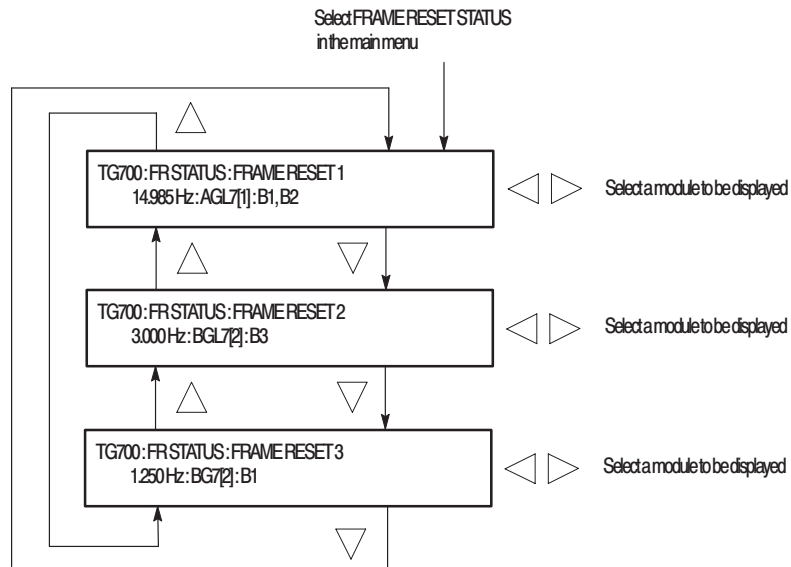 Select FRAME RESET STATUS
in the main menu
TG700 : FR STATUS : FRAME RESET 1
14.985 Hz : AGL7[1] : B1, B2
Select a module to be displayed
TG700 : FR STATUS : FRAME RESET 2
3.000 Hz : BGL7[2] : B3
Select a module to be displayed
TG700 : FR STATUS : FRAME RESET 3
1.250 Hz : BG7[2] : B1
Select a module to be displayed